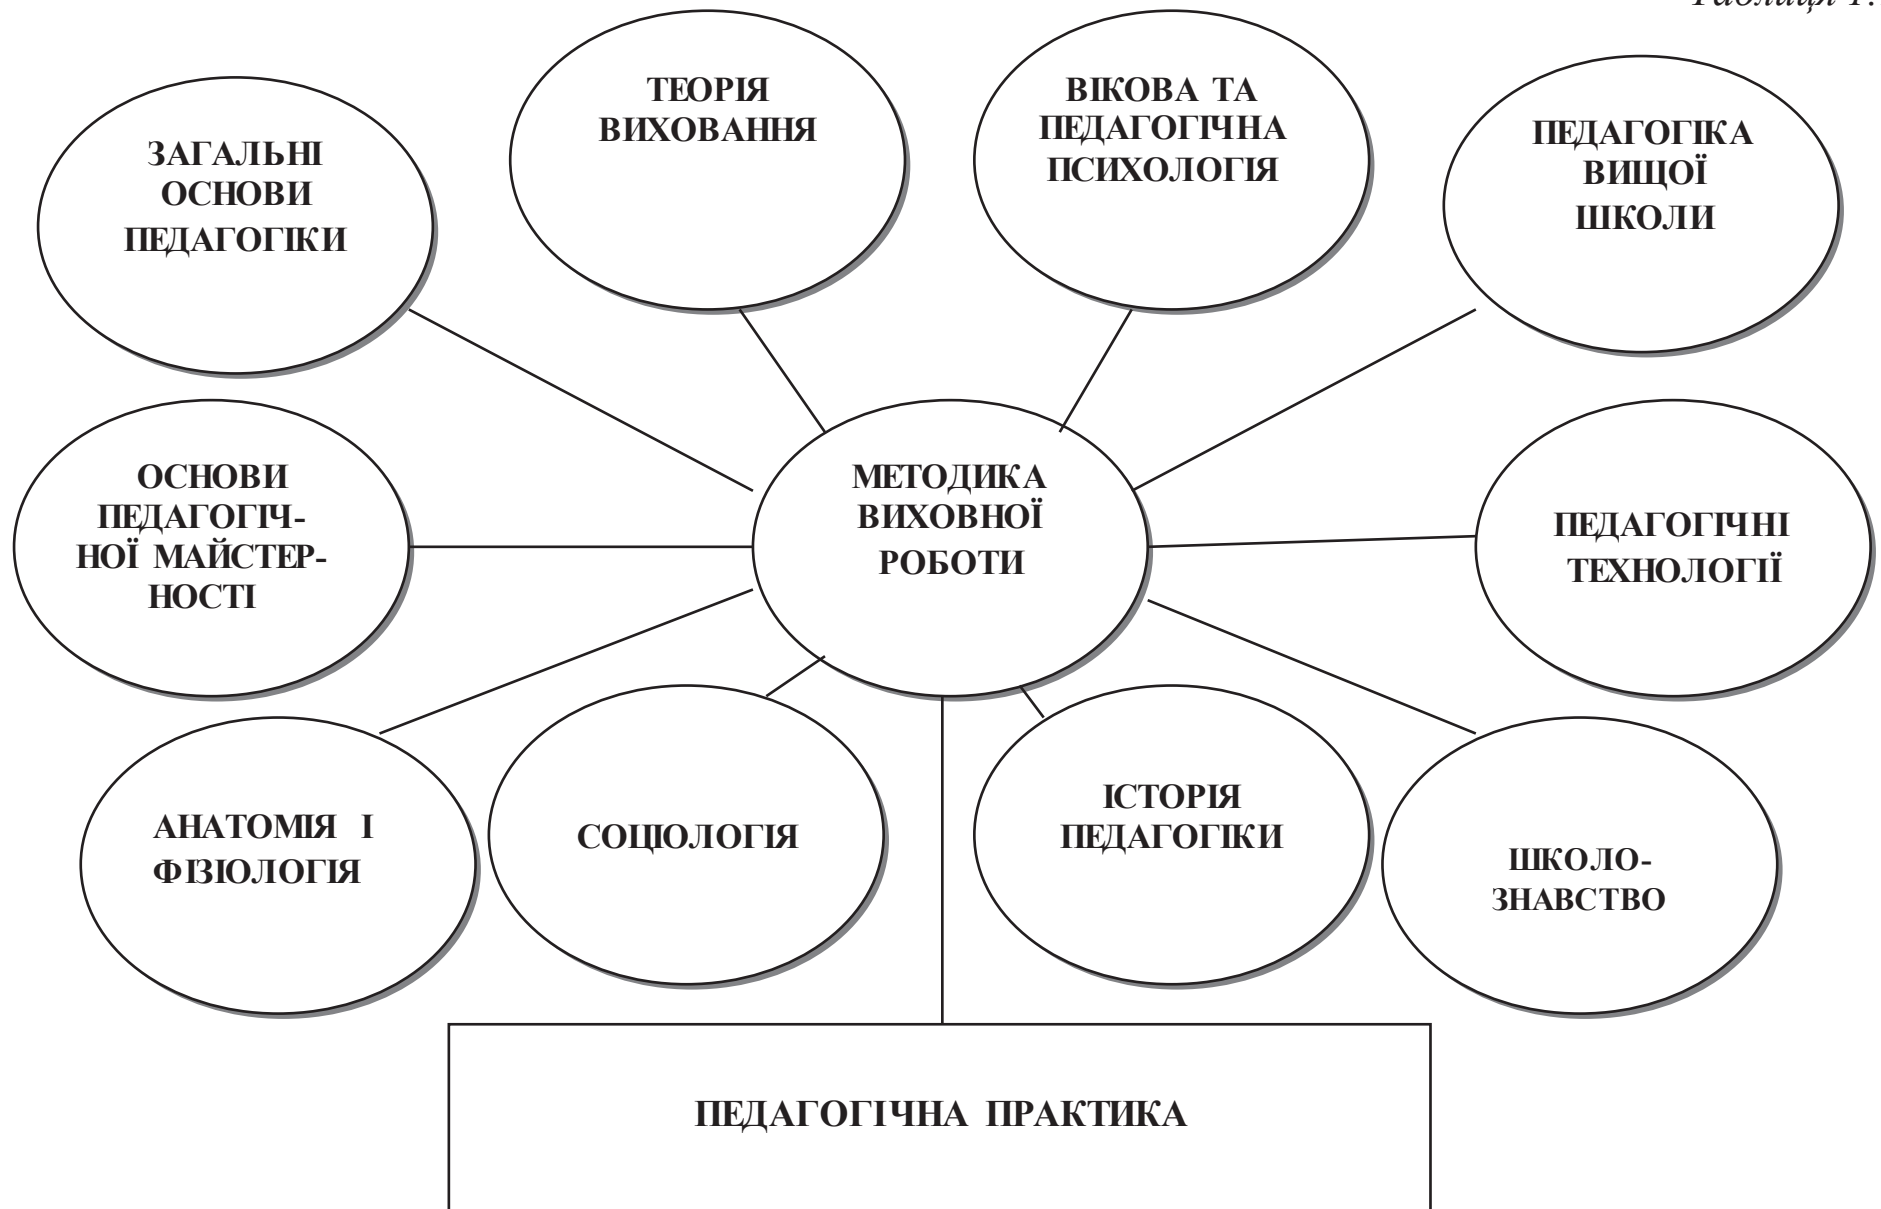 Таблиця 1.
ТЕОРІЯ
ВИХОВАННЯ
ВІКОВА ТА
ПЕДАГОГІЧНА
ПСИХОЛОГІЯ
ЗАГАЛЬНІ
ОСНОВИ
ПЕДАГОГІКИ
ПЕДАГОГІКА
ВИЩОЇ
ШКОЛИ
ОСНОВИ
ПЕДАГОГІЧ-
НОЇ МАЙСТЕР-
НОСТІ
МЕТОДИКА
ВИХОВНОЇ
РОБОТИ
ПЕДАГОГІЧНІ
ТЕХНОЛОГІЇ
АНАТОМІЯ І
ФІЗІОЛОГІЯ
СОЦІОЛОГІЯ
ІСТОРІЯ
ПЕДАГОГІКИ
ШКОЛО-
ЗНАВСТВО
ПЕДАГОГІЧНА ПРАКТИКА